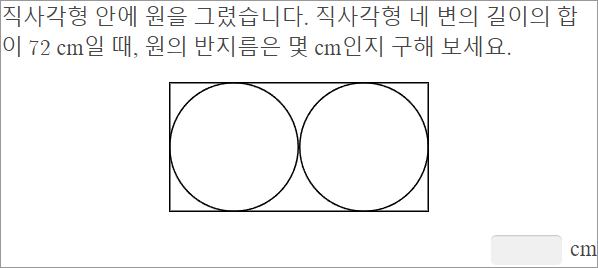 직사각형 안에 원을 그렸습니다. 직사각형 네 변의 길이의 합
이 72 cm일 때, 원의 반지름은 몇 cm인지 구해 보세요.
cm